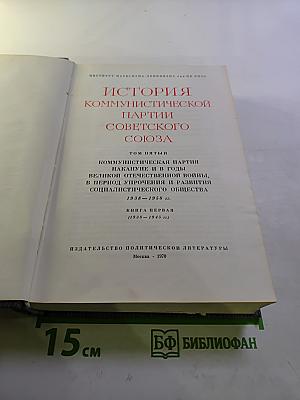 ИНСТИТУТ МАРКСИЗМА-ЛЕНИНИЗМА ПРИ ЦК КПСС
ИСТОРИЯ
КОММУНИСТИЧЕСКОЙ
ПАРТИИ
СОВЕТСКОГО
СОЮЗА
ТОМ ПЯТЫЙ
КОММУНИСТИЧЕСКАЯ ПАРТИЯ
НАКАНУНЕ И В ГОДЫ
ВЕЛИКОЙ ОТЕЧЕСТВЕННОЙ ВОЙНЫ,
В ПЕРИОД УПРОЧЕНИЯ И РАЗВИТИЯ
СОЦИАЛИСТИЧЕСКОГО ОБЩЕСТВА
1938—1958 гг.
КНИГА ПЕРВАЯ
(1938—1945 гг.)
ИЗДАТЕЛЬСТВО ПОЛИТИЧЕСКОЙ ЛИТЕРАТУРЫ
Москва · 1970
15 см
БФ БИБЛИОФАН